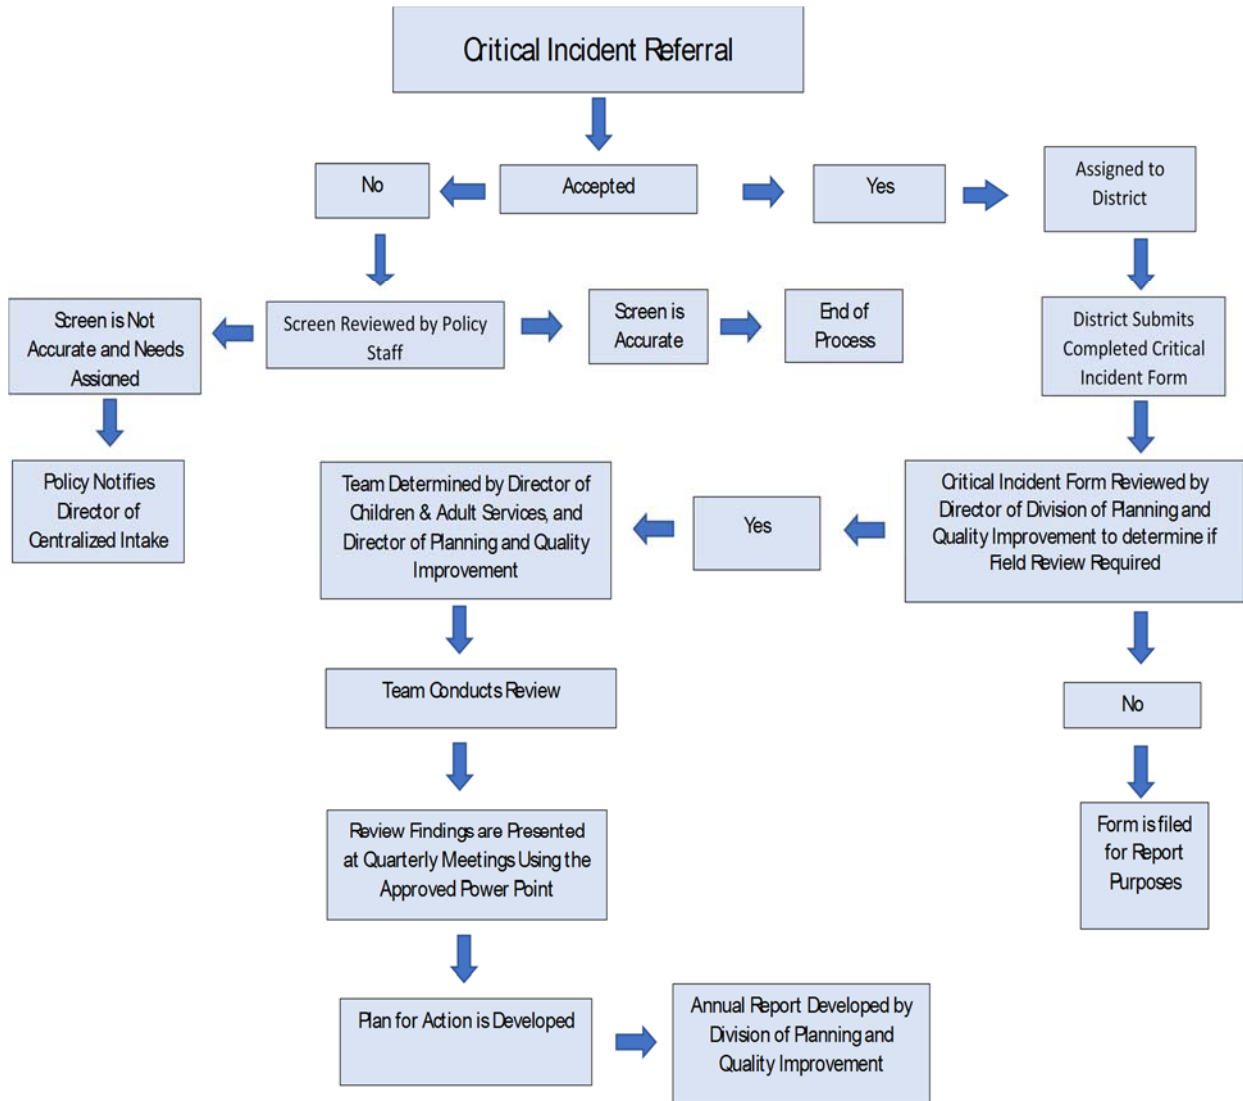 Critical Incident Referral
No
Accepted
Yes
Assigned to
District
Screen is Not
Accurate and Needs
Assigned
Screen Reviewed by Policy
Staff
Screen is
Accurate
End of
Process
District Submits
Completed Critical
Incident Form
Policy Notifies
Director of
Centralized Intake
Team Determined by Director of
Children & Adult Services, and
Director of Planning and Quality
Improvement
Yes
Critical Incident Form Reviewed by
Director of Division of Planning and
Quality Improvement to determine if
Field Review Required
Team Conducts Review
No
Review Findings are Presented
at Quarterly Meetings Using the
Approved Power Point
Form is filed
for Report
Purposes
Plan for Action is Developed
Annual Report Developed by
Division of Planning and
Quality Improvement